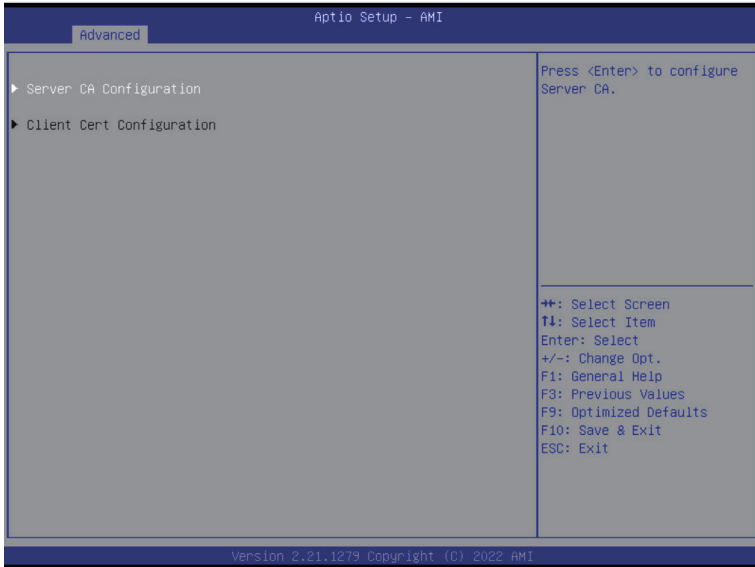 Aptio Setup - AMI
Advanced
▶ Server CA Configuration
▶ Client Cert Configuration
Press <Enter> to configure
Server CA.
→←: Select Screen
↑↓: Select Item
Enter: Select
+/-: Change Opt.
F1: General Help
F3: Previous Values
F9: Optimized Defaults
F10: Save & Exit
ESC: Exit
Version 2.21.1279 Copyright (C) 2022 AMI